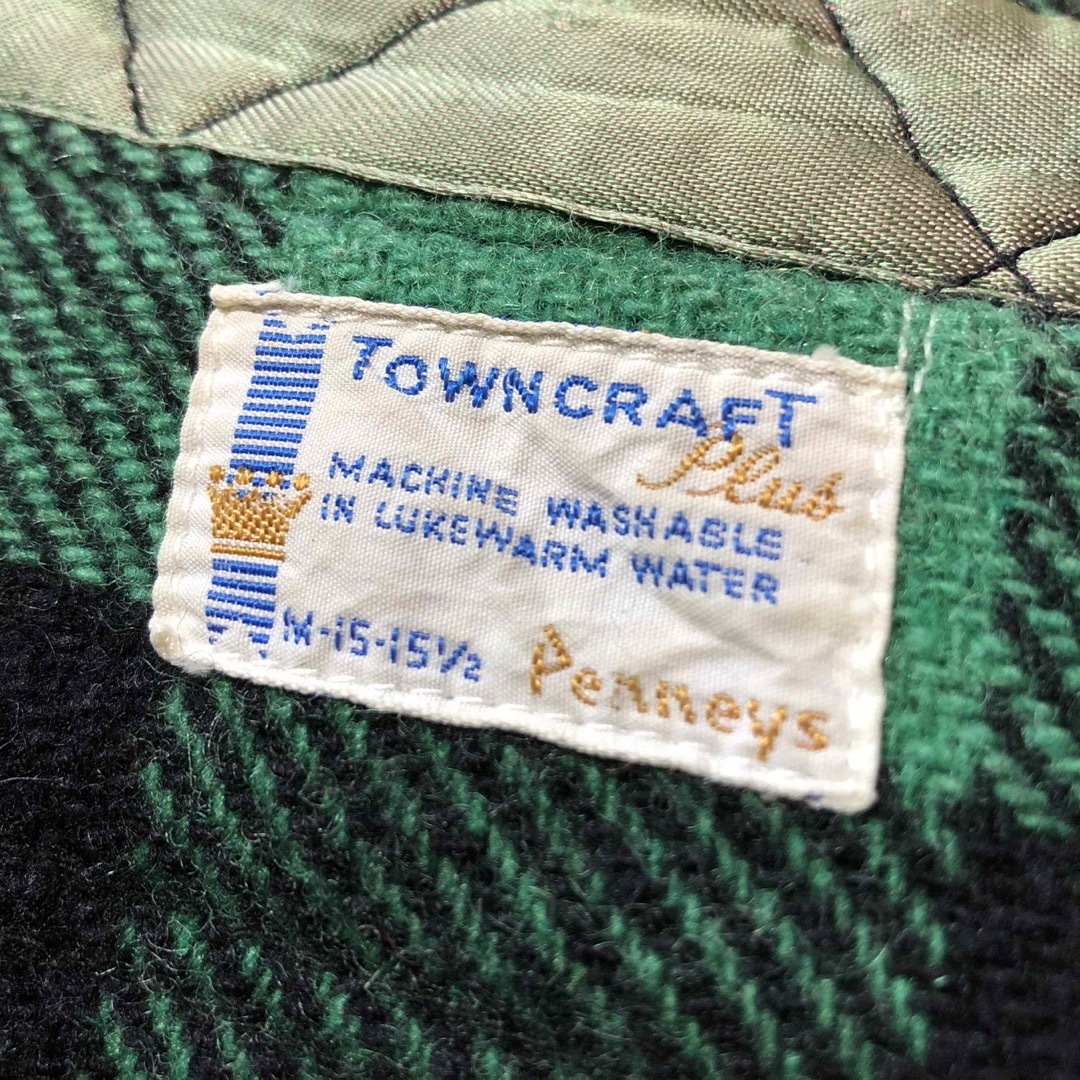 TOWNCRAFT
Plus
MACHINE WASHABLE
IN LUKEWARM WATER
M-15-15½
Penneys